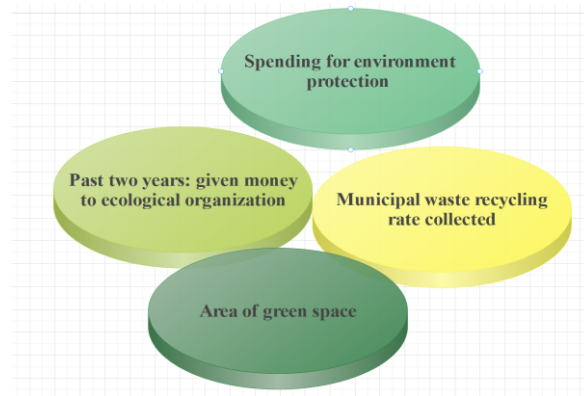 Spending for environment
protection
Past two years: given money
to ecological organization
Municipal waste recycling
rate collected
Area of green space